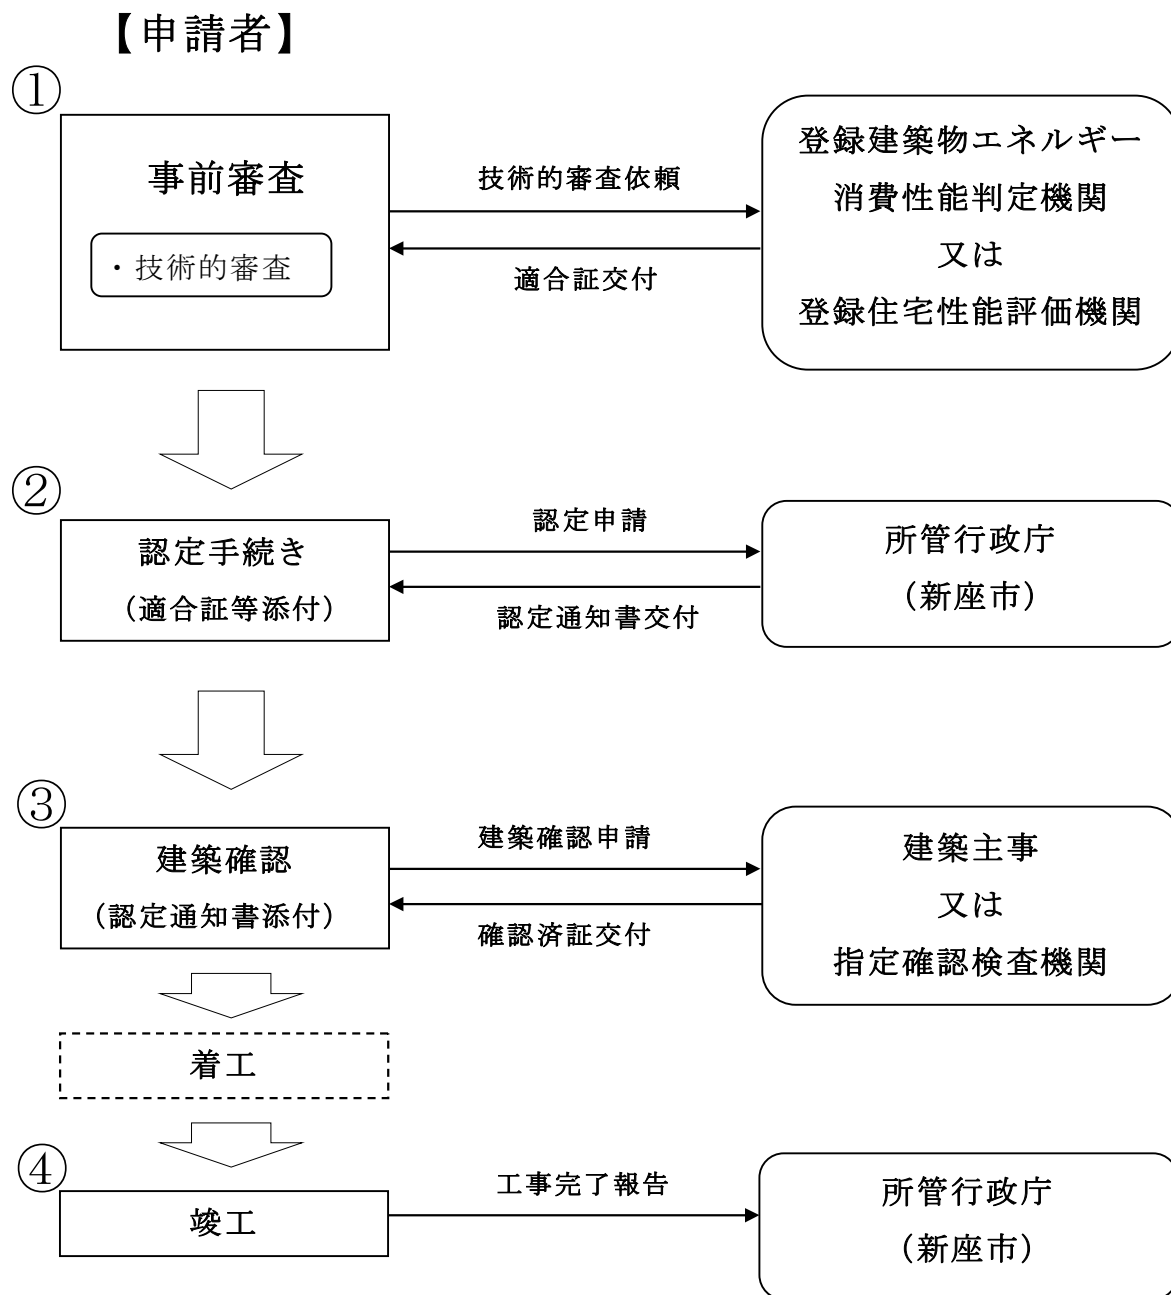 【申請者】
①
事前審査
・技術的審査
技術的審査依頼
適合証交付
登録建築物エネルギー
消費性能判定機関
又は
登録住宅性能評価機関
②
認定手続き
（適合証等添付）
認定申請
認定通知書交付
所管行政庁
（新座市）
③
建築確認
（認定通知書添付）
建築確認申請
確認済証交付
建築主事
又は
指定確認検査機関
着工
④
竣工
工事完了報告
所管行政庁
（新座市）